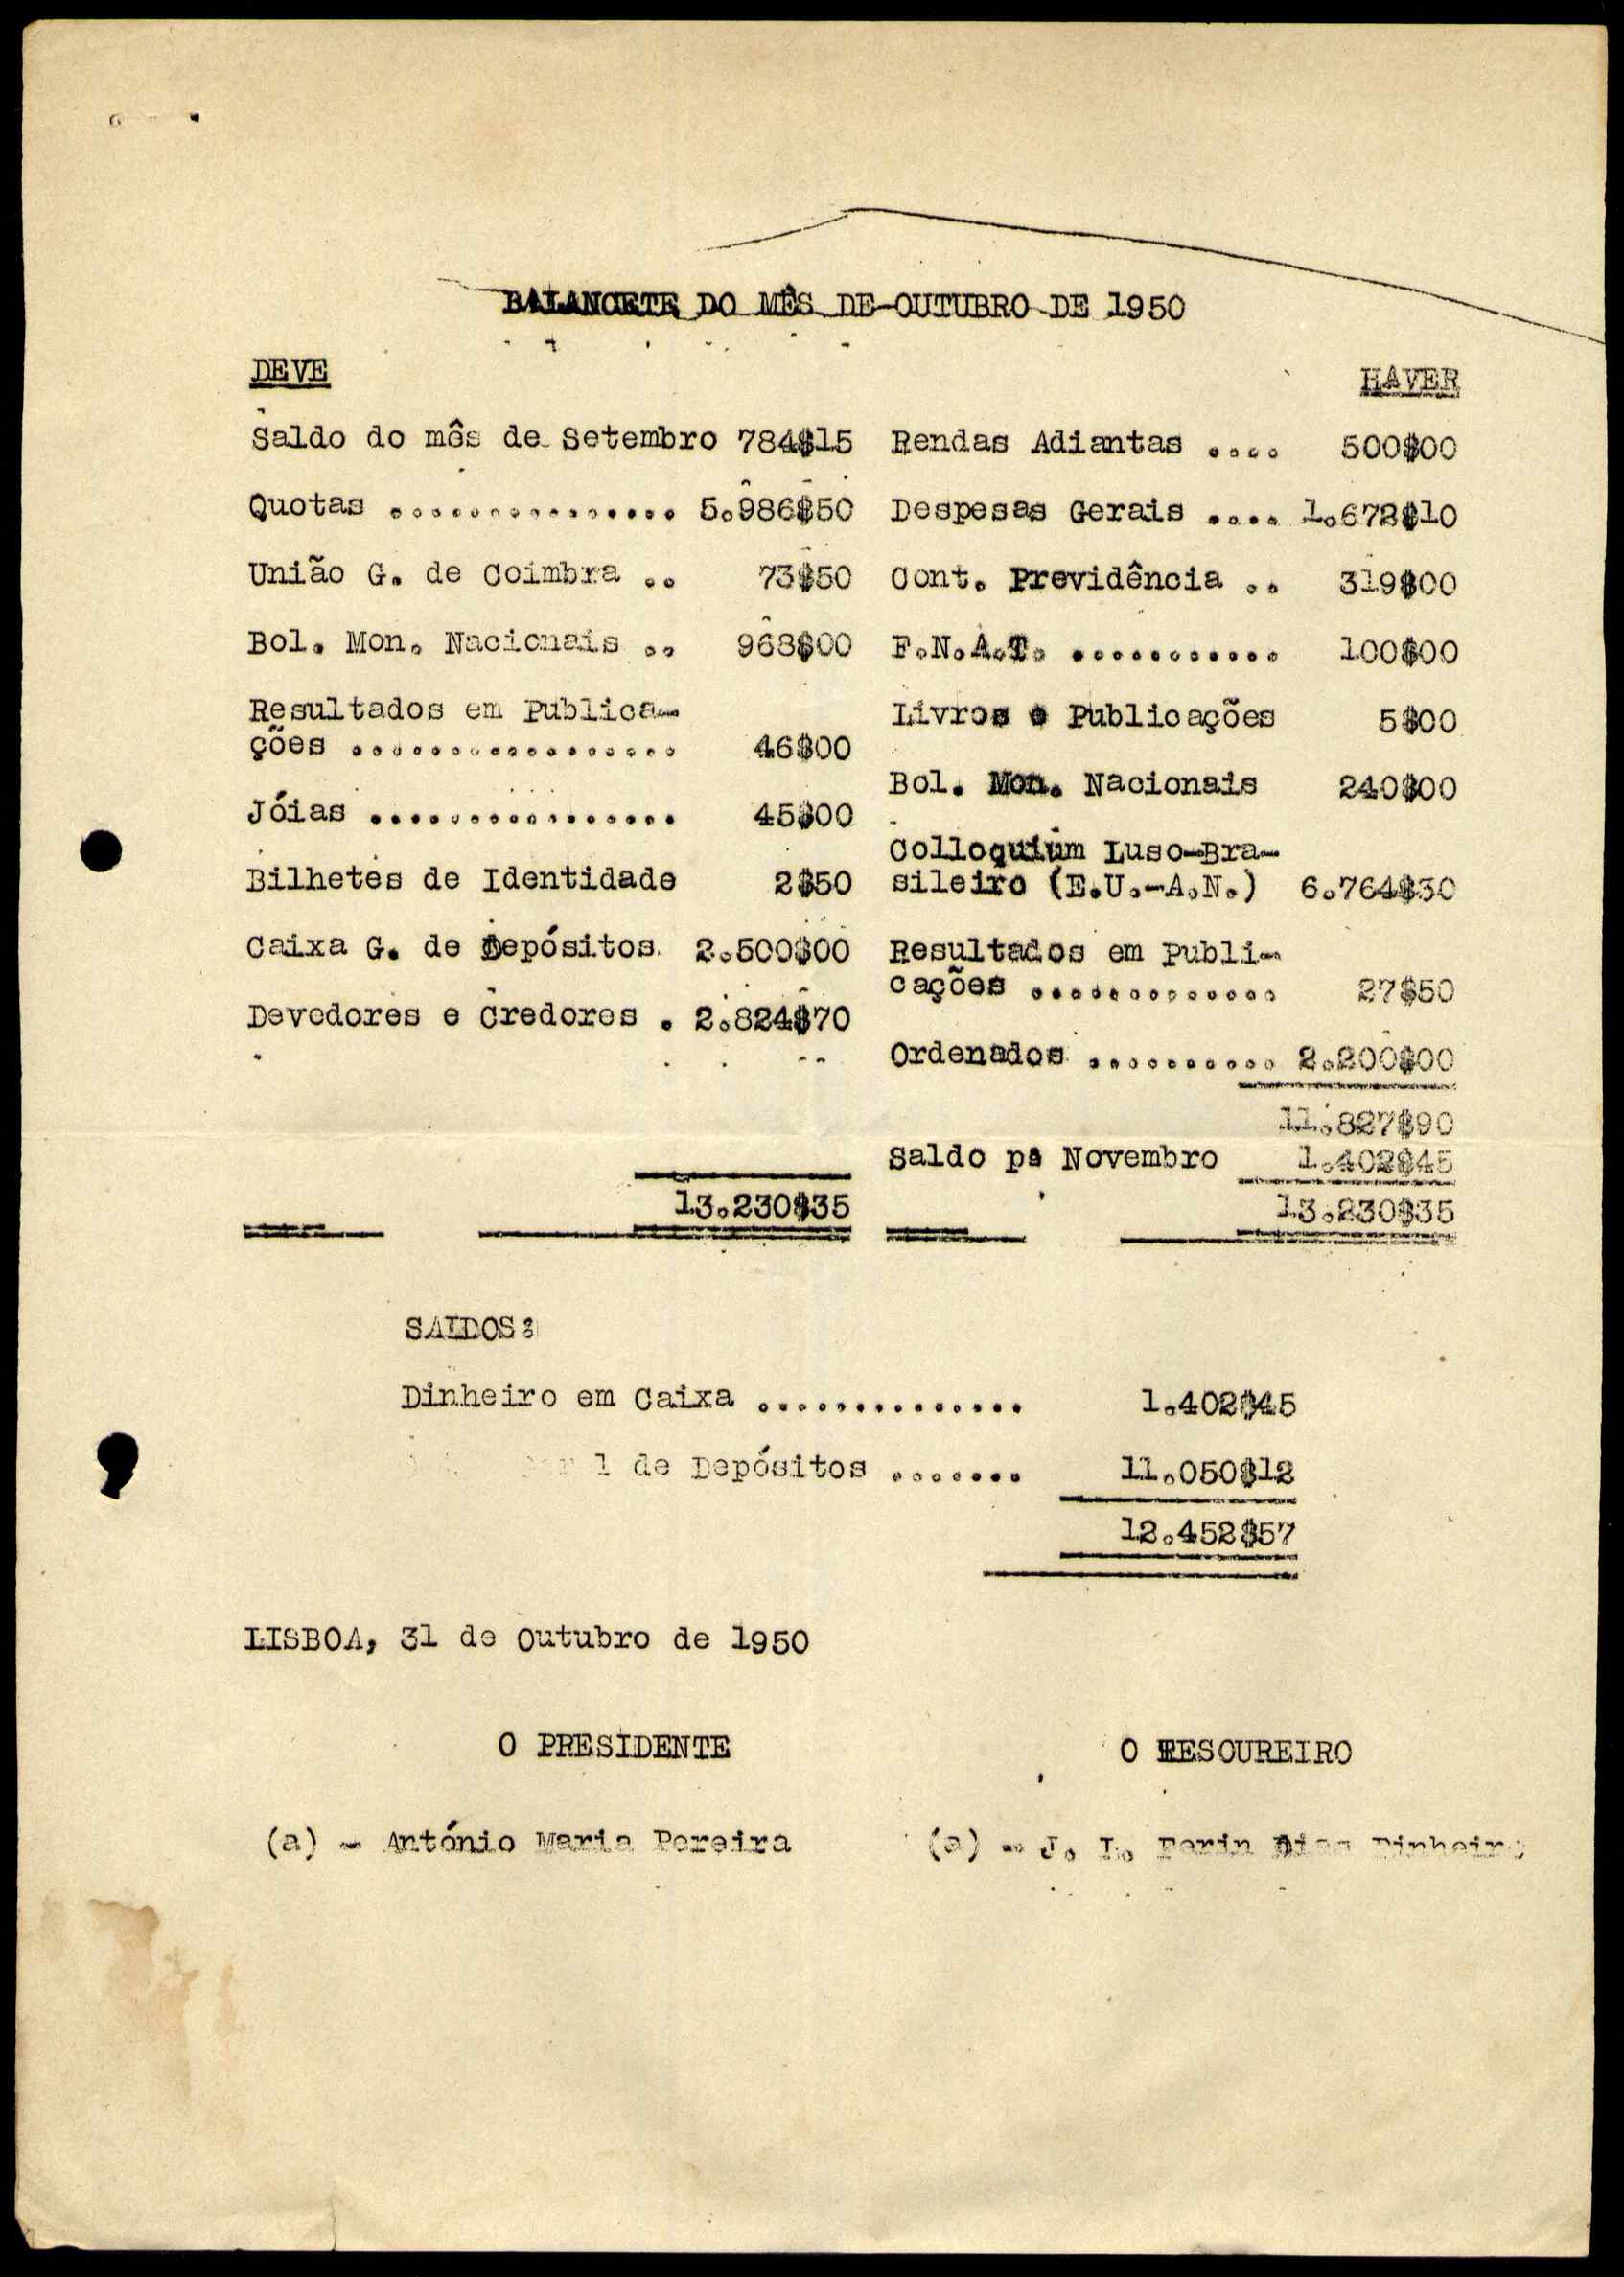 BALANCETE DO MÊS DE OUTUBRO DE 1950
DEVE
Saldo do mês de Setembro 784$15
Quotas ............... 5.986$50
União G. de Coimbra .. 73$50
Bol. Mon. Nacionais .. 968$00
Resultados em Publica-
ções ................. 46$00
Jóias ................ 45$00
Bilhetes de Identidade 2$50
Caixa G. de Depósitos. 2.500$00
Devedores e Credores . 2.824$70
13.230$35
HAVER
Rendas Adiantas .... 500$00
Despesas Gerais .... 1.672$10
Cont. Previdência .. 319$00
F.N.A.T. ........... 100$00
Livros e Publicações 5$00
Bol. Mon. Nacionais 240$00
Colloquium Luso-Bra-
sileiro (E.U.-A.N.) 6.764$30
Resultados em Publi-
cações ............. 27$50
Ordenados .......... 2.200$00
11.827$90
Saldo pa Novembro 1.402$45
13.230$35
SALDOS:
Dinheiro em Caixa .............. 1.402$45
de Depósitos ....... 11.050$12
12.452$57
LISBOA, 31 de Outubro de 1950
O PRESIDENTE
O TESOUREIRO
(a) - António Maria Pereira
(a) - J. L. Ferin Dias Pinheiro